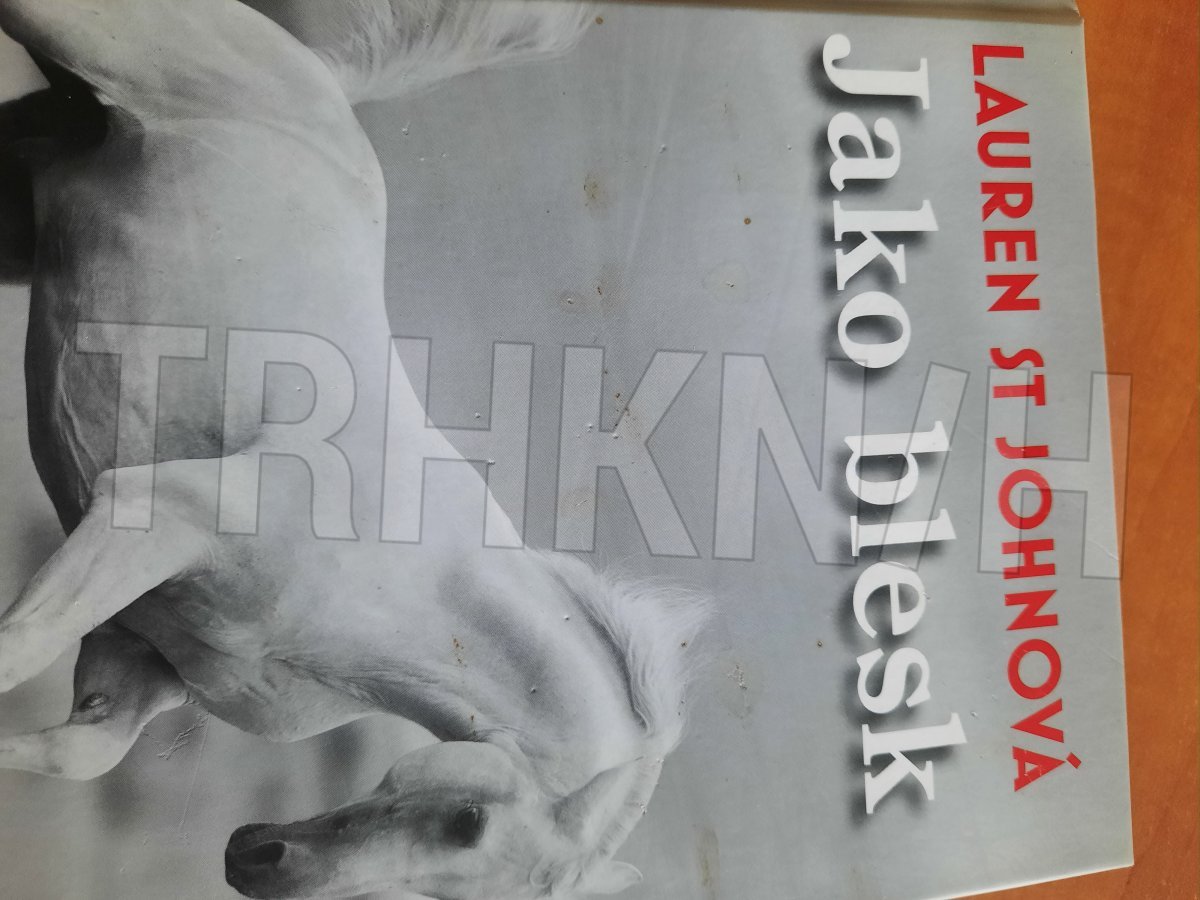 LAUREN ST JOHNOVÁ
Jako blesk
TRHKNIH